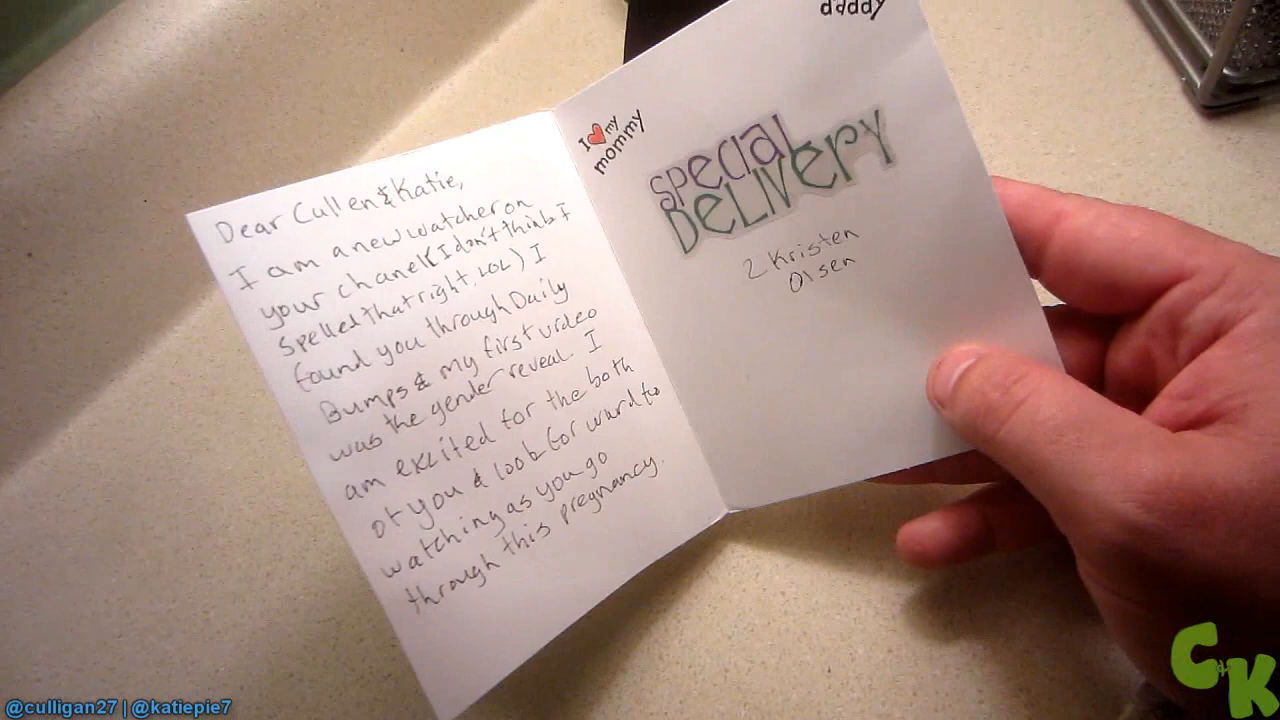 Dear Cullen & Katie,
I am a new watcher on
your chanel (I don't think I
spelled that right. LOL) I
found you through Daily
Bumps & my first video
was the gender reveal. I
am excited for the both
of you & look forward to
watching as you go
through this pregnancy.
I ❤ my
mommy
daddy
SPECIAL
DELIVERY
Kristen
Olsen
@culligan27 | @katiepie7
C&K